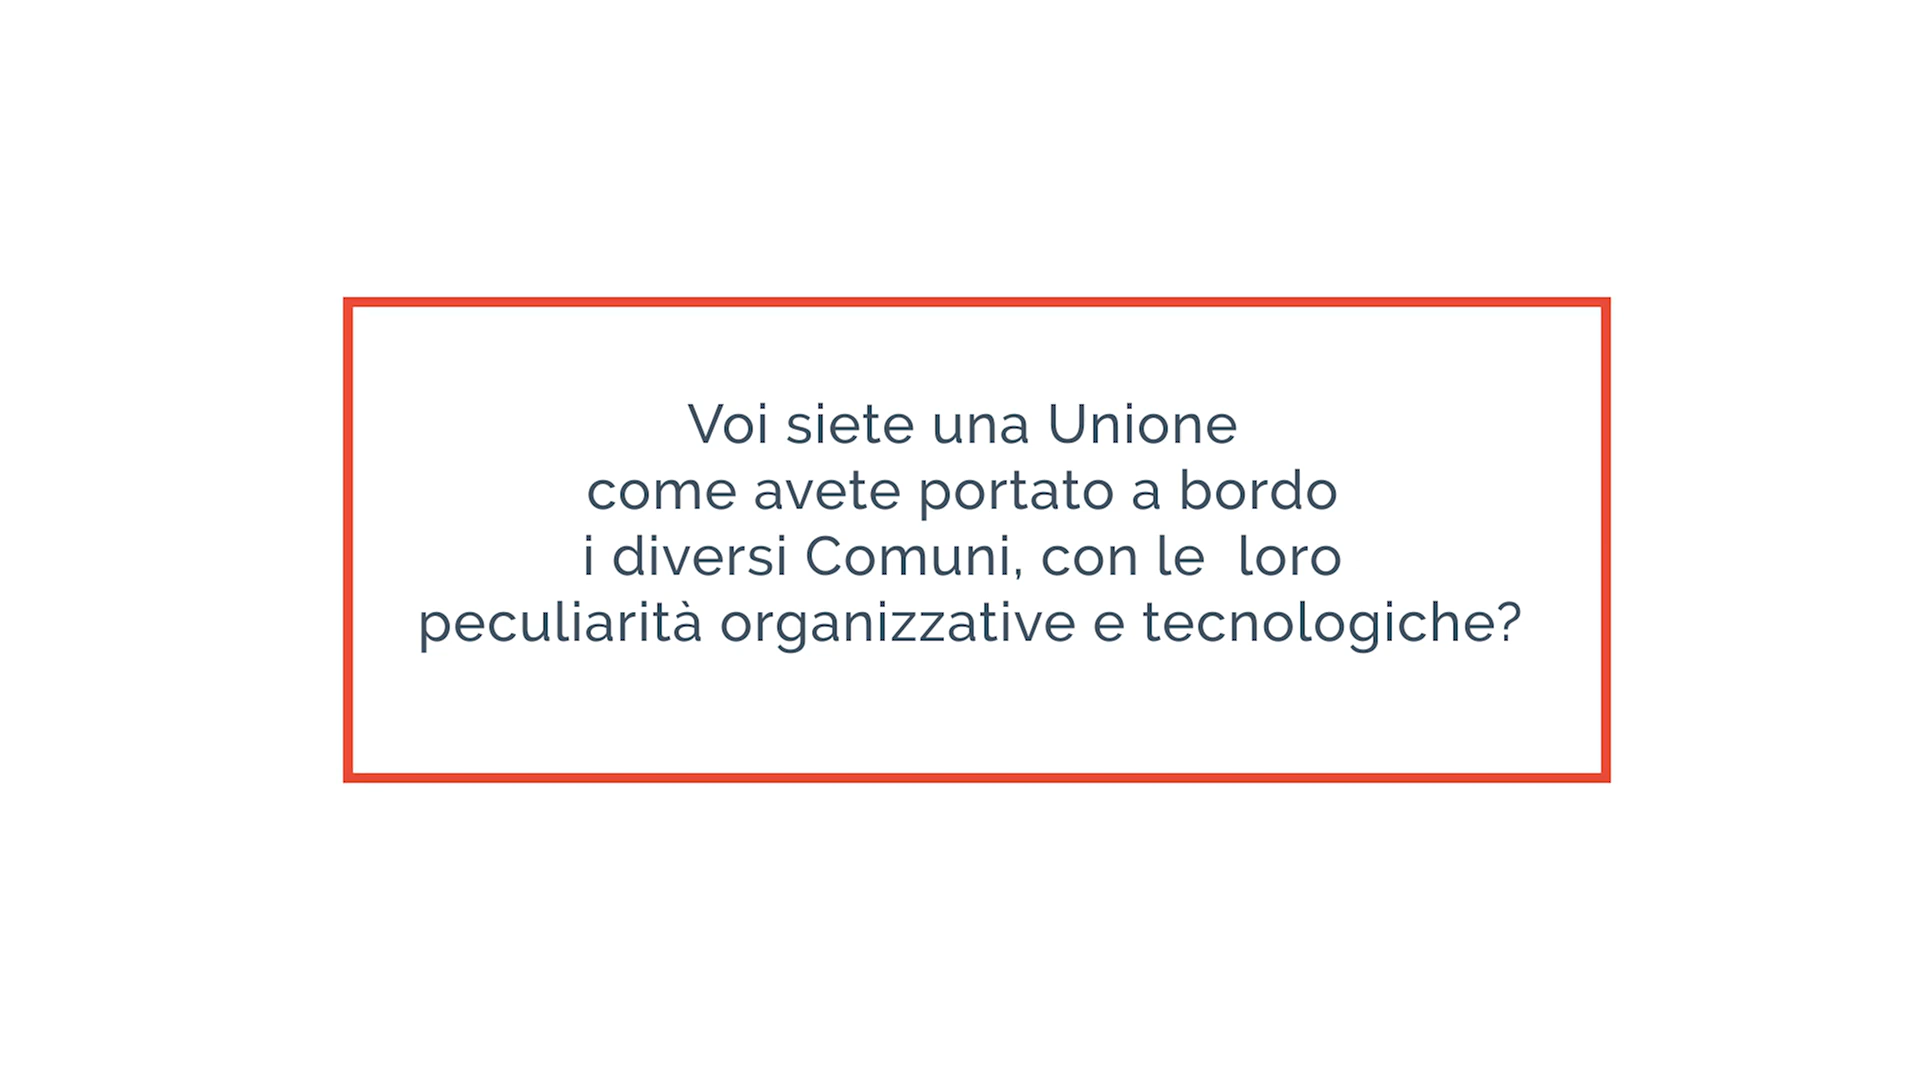 Voi siete una Unione
come avete portato a bordo
i diversi Comuni, con le  loro
peculiarità organizzative e tecnologiche?